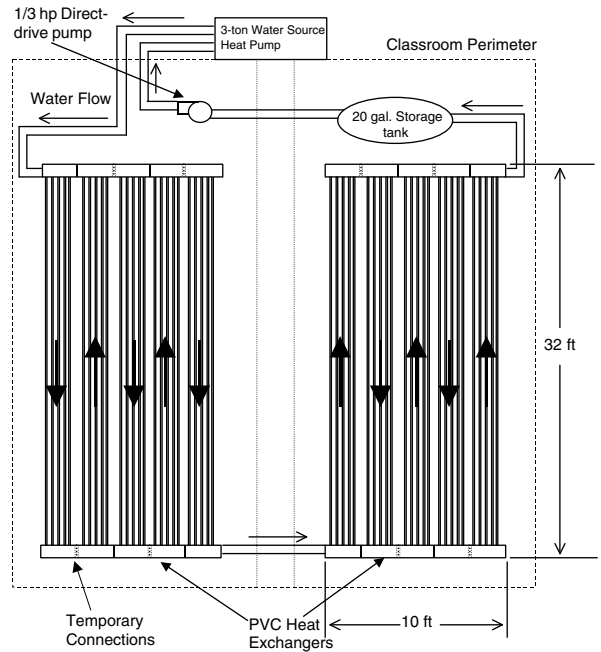 1/3 hp Direct-
drive pump
3-ton Water Source
Heat Pump
Classroom Perimeter
Water Flow
20 gal. Storage
tank
32 ft
Temporary
Connections
PVC Heat
Exchangers
10 ft